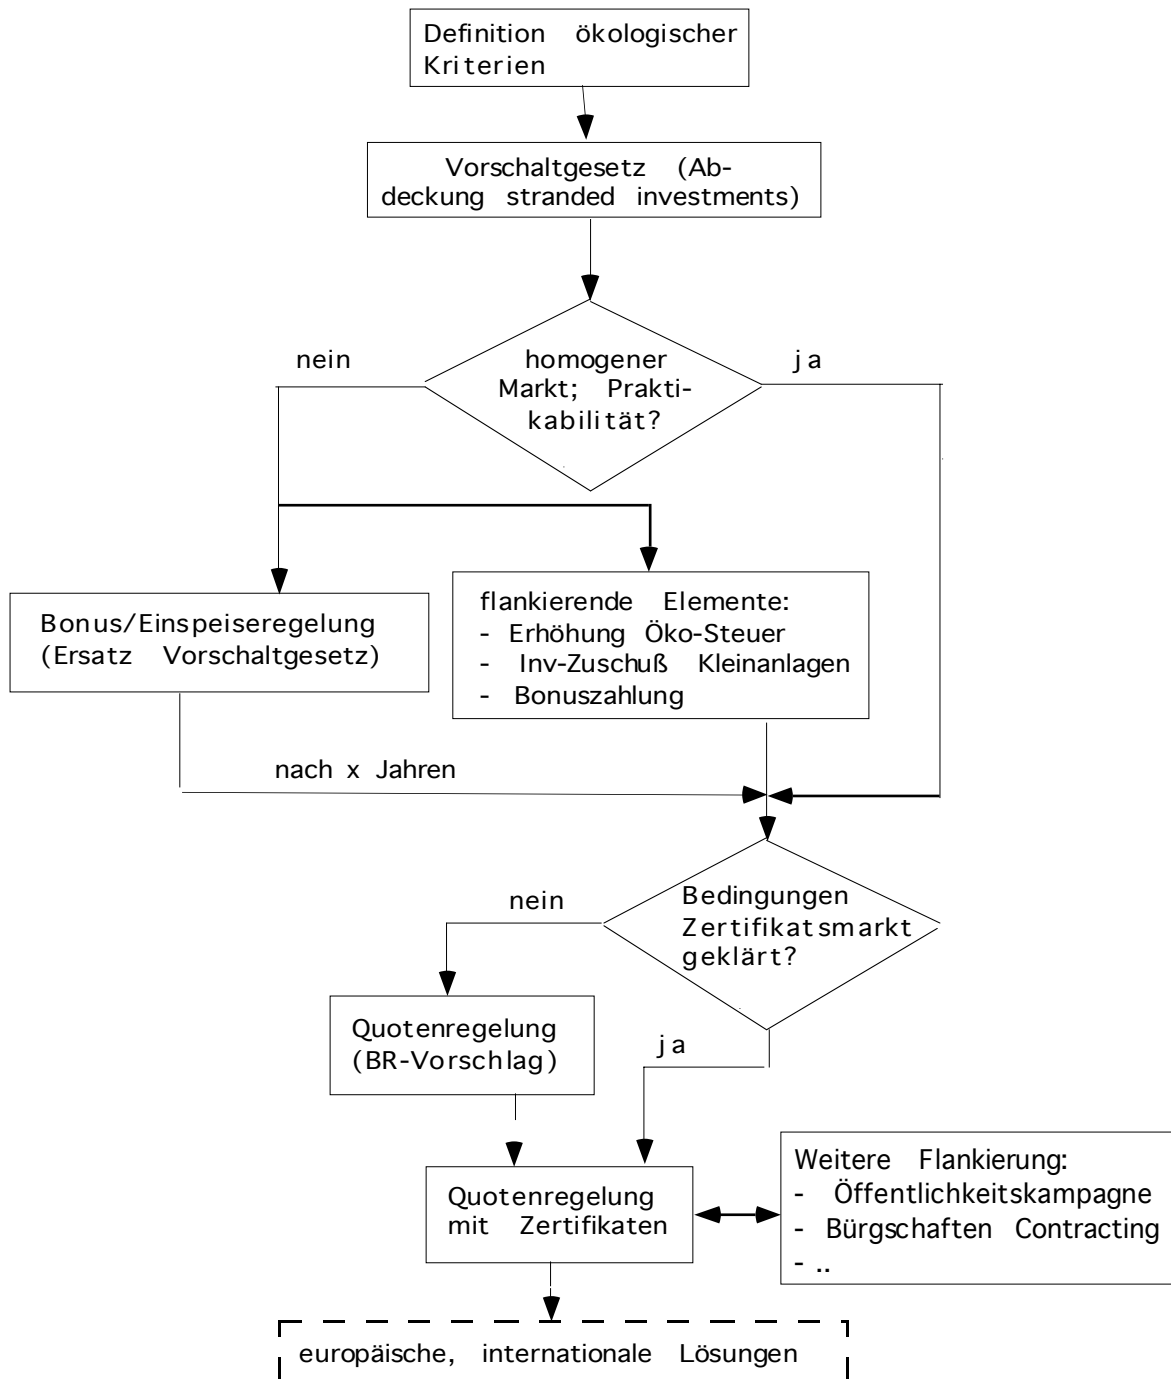 Definition ökologischer
Kriterien
Vorschaltgesetz (Ab-
deckung stranded investments)
nein
homogener
Markt; Prakti-
kabilität?
ja
Bonus/Einspeiseregelung
(Ersatz Vorschaltgesetz)
flankierende Elemente:
- Erhöhung Öko-Steuer
- Inv-Zuschuß Kleinanlagen
- Bonuszahlung
nach x Jahren
nein
Bedingungen
Zertifikatsmarkt
geklärt?
Quotenregelung
(BR-Vorschlag)
ja
Quotenregelung
mit Zertifikaten
Weitere Flankierung:
- Öffentlichkeitskampagne
- Bürgschaften Contracting
- ..
europäische, internationale Lösungen